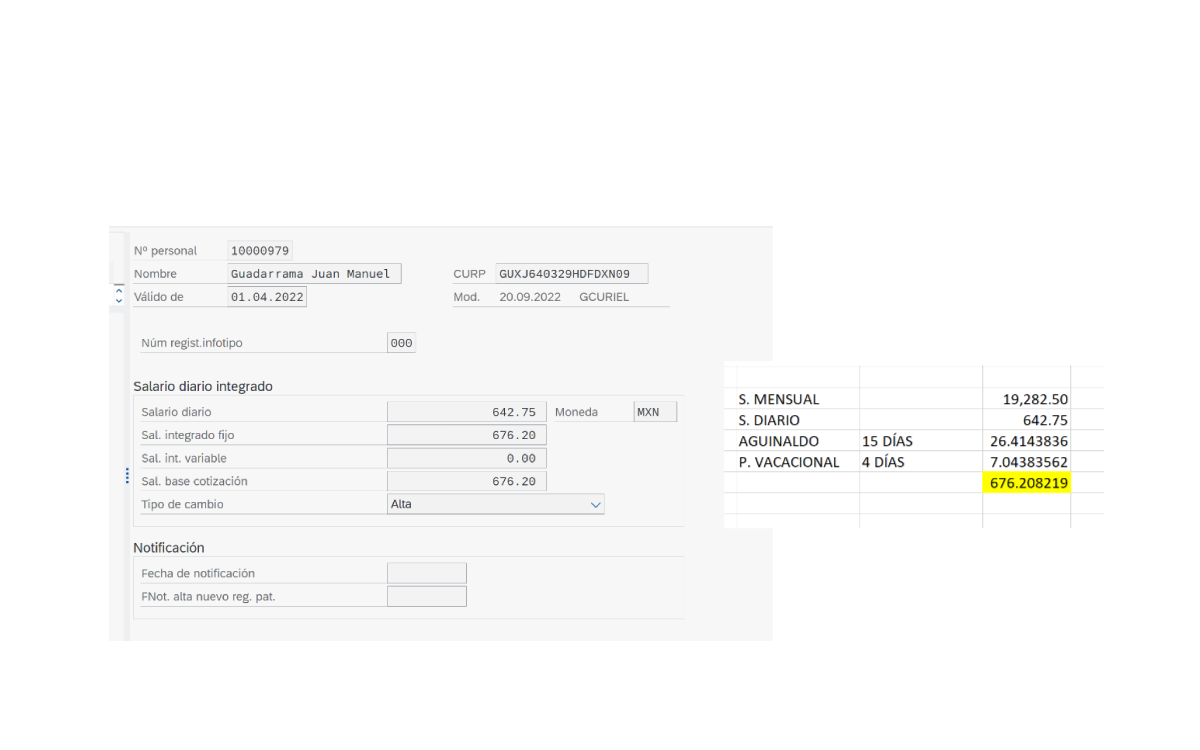 Nº personal 10000979
Nombre Guadarrama Juan Manuel CURP GUXJ640329HDFDXN09
Válido de 01.04.2022 Mod. 20.09.2022 GCURIEL
Núm regist.infotipo 000
Salario diario integrado
Salario diario 642.75 Moneda MXN
Sal. integrado fijo 676.20
Sal. int. variable 0.00
Sal. base cotización 676.20
Tipo de cambio Alta
Notificación
Fecha de notificación
FNot. alta nuevo reg. pat.
S. MENSUAL 19,282.50
S. DIARIO 642.75
AGUINALDO 15 DÍAS 26.4143836
P. VACACIONAL 4 DÍAS 7.04383562
676.208219